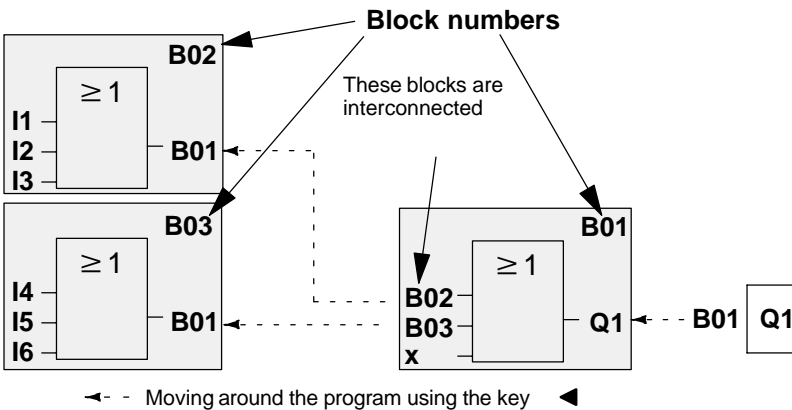 Block numbers
B02
≥ 1
I1
I2
I3
B01
These blocks are
interconnected
B03
≥ 1
I4
I5
I6
B01
B01
≥ 1
B02
B03
x
Q1
B01
Q1
Moving around the program using the key